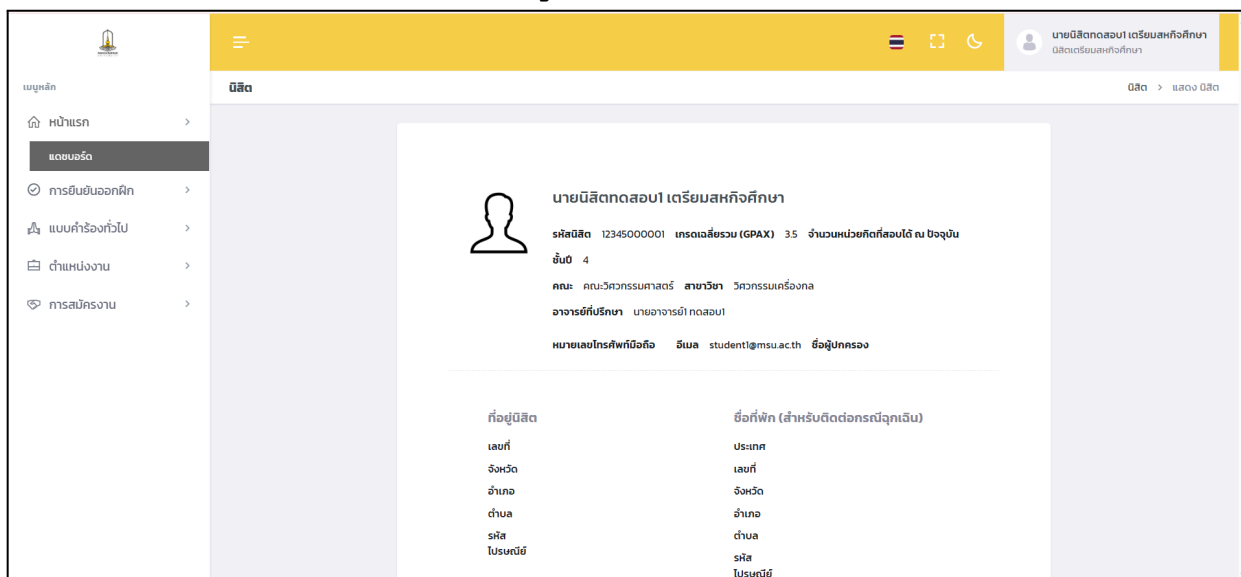 นายนิสิตทดสอบ1 เตรียมสหกิจศึกษา
นิสิตเตรียมสหกิจศึกษา
เมนูหลัก
นิสิต
นิสิต > แสดง นิสิต
หน้าแรก
แดชบอร์ด
การยืนยันออกฝึก
แบบคำร้องทั่วไป
ตำแหน่งงาน
การสมัครงาน
นายนิสิตทดสอบ1 เตรียมสหกิจศึกษา
รหัสนิสิต 12345000001 เกรดเฉลี่ยรวม (GPAX) 3.5 จำนวนหน่วยกิตที่สอบได้ ณ ปัจจุบัน
ชั้นปี 4
คณะ คณะวิศวกรรมศาสตร์ สาขาวิชา วิศวกรรมเครื่องกล
อาจารย์ที่ปรึกษา นายอาจารย์1 ทดสอบ1
หมายเลขโทรศัพท์มือถือ อีเมล student1@msu.ac.th ชื่อผู้ปกครอง
ที่อยู่นิสิต
เลขที่
จังหวัด
อำเภอ
ตำบล
รหัส
ไปรษณีย์
ชื่อที่พัก (สำหรับติดต่อกรณีฉุกเฉิน)
ประเทศ
เลขที่
จังหวัด
อำเภอ
ตำบล
รหัส
ไปรษณีย์